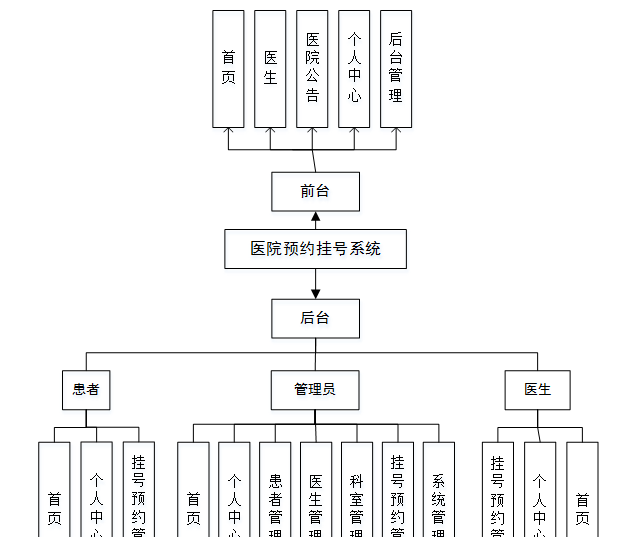 首页
医生
医院公告
个人中心
后台管理
前台
医院预约挂号系统
后台
患者
管理员
医生
首页
个人中心
挂号预约管
首页
个人中心
患者管理
医生管理
科室管理
挂号预约管
系统管理
挂号预约管
个人中心
首页